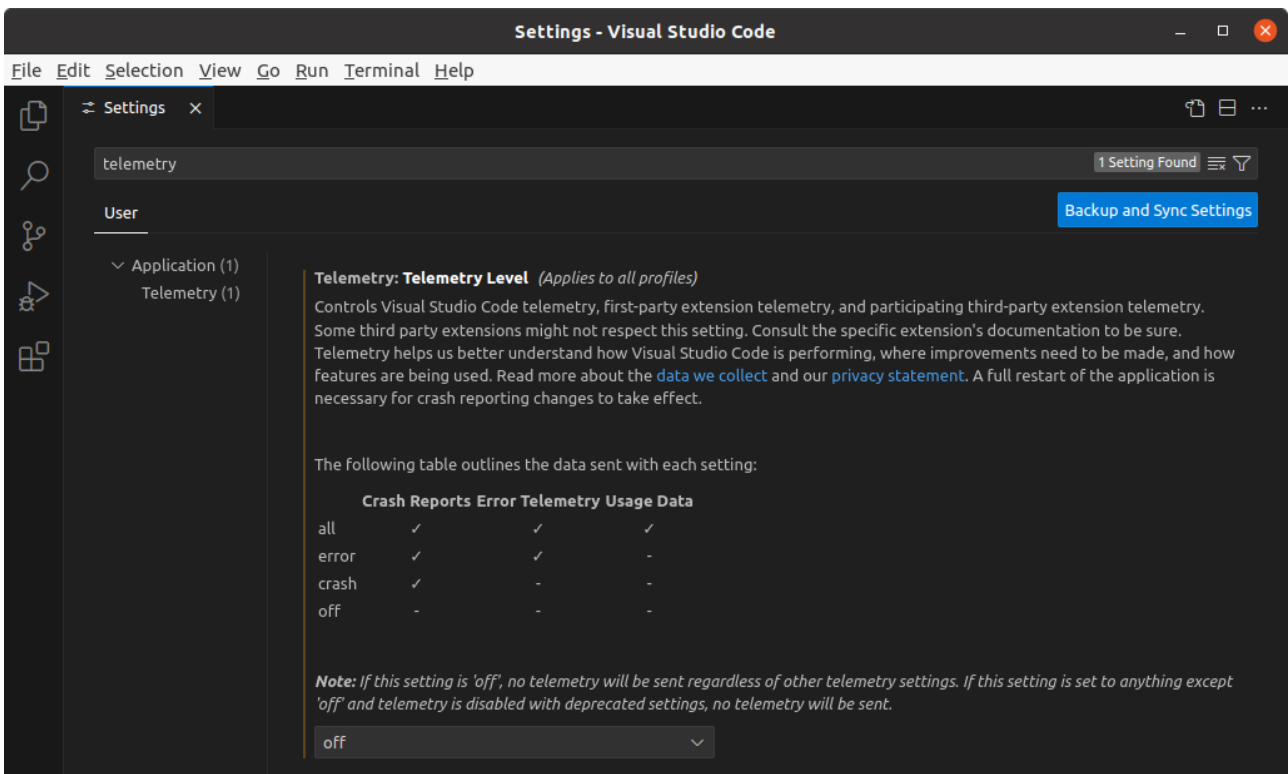 Settings - Visual Studio Code
File Edit Selection View Go Run Terminal Help
Settings
telemetry
1 Setting Found
User
Backup and Sync Settings
Application (1)
Telemetry (1)
Telemetry: Telemetry Level (Applies to all profiles)
Controls Visual Studio Code telemetry, first-party extension telemetry, and participating third-party extension telemetry.
Some third party extensions might not respect this setting. Consult the specific extension's documentation to be sure.
Telemetry helps us better understand how Visual Studio Code is performing, where improvements need to be made, and how
features are being used. Read more about the data we collect and our privacy statement. A full restart of the application is
necessary for crash reporting changes to take effect.
The following table outlines the data sent with each setting:
Crash Reports Error Telemetry Usage Data
all ✓ ✓ ✓
error ✓ ✓ -
crash ✓ - -
off - - -
Note: If this setting is 'off', no telemetry will be sent regardless of other telemetry settings. If this setting is set to anything except
'off' and telemetry is disabled with deprecated settings, no telemetry will be sent.
off